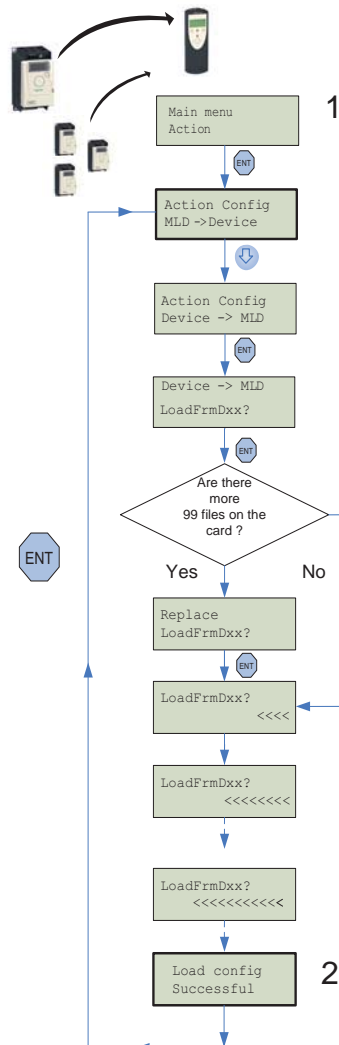 1
Main menu
Action
ENT
Action Config
MLD ->Device
Action Config
Device -> MLD
ENT
Device -> MLD
LoadFrmDxx?
ENT
Are there
more
99 files on the
card ?
ENT
Yes No
Replace
LoadFrmDxx?
ENT
LoadFrmDxx?
<<<<
LoadFrmDxx?
<<<<<<<<
LoadFrmDxx?
<<<<<<<<<<<
Load config
Successful
2